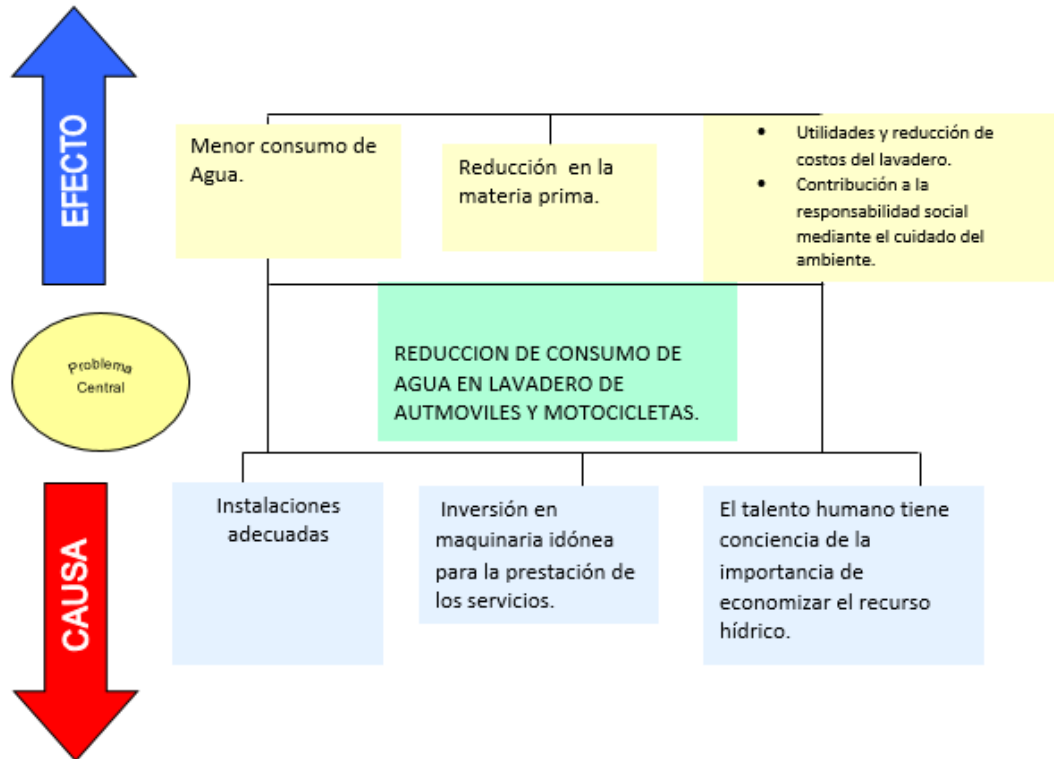 EFECTO
Menor consumo de
Agua.
Reducción en la
materia prima.
• Utilidades y reducción de
costos del lavadero.
• Contribución a la
responsabilidad social
mediante el cuidado del
ambiente.
Problema
Central
REDUCCION DE CONSUMO DE
AGUA EN LAVADERO DE
AUTMOVILES Y MOTOCICLETAS.
CAUSA
Instalaciones
adecuadas
Inversión en
maquinaria idónea
para la prestación de
los servicios.
El talento humano tiene
conciencia de la
importancia de
economizar el recurso
hídrico.